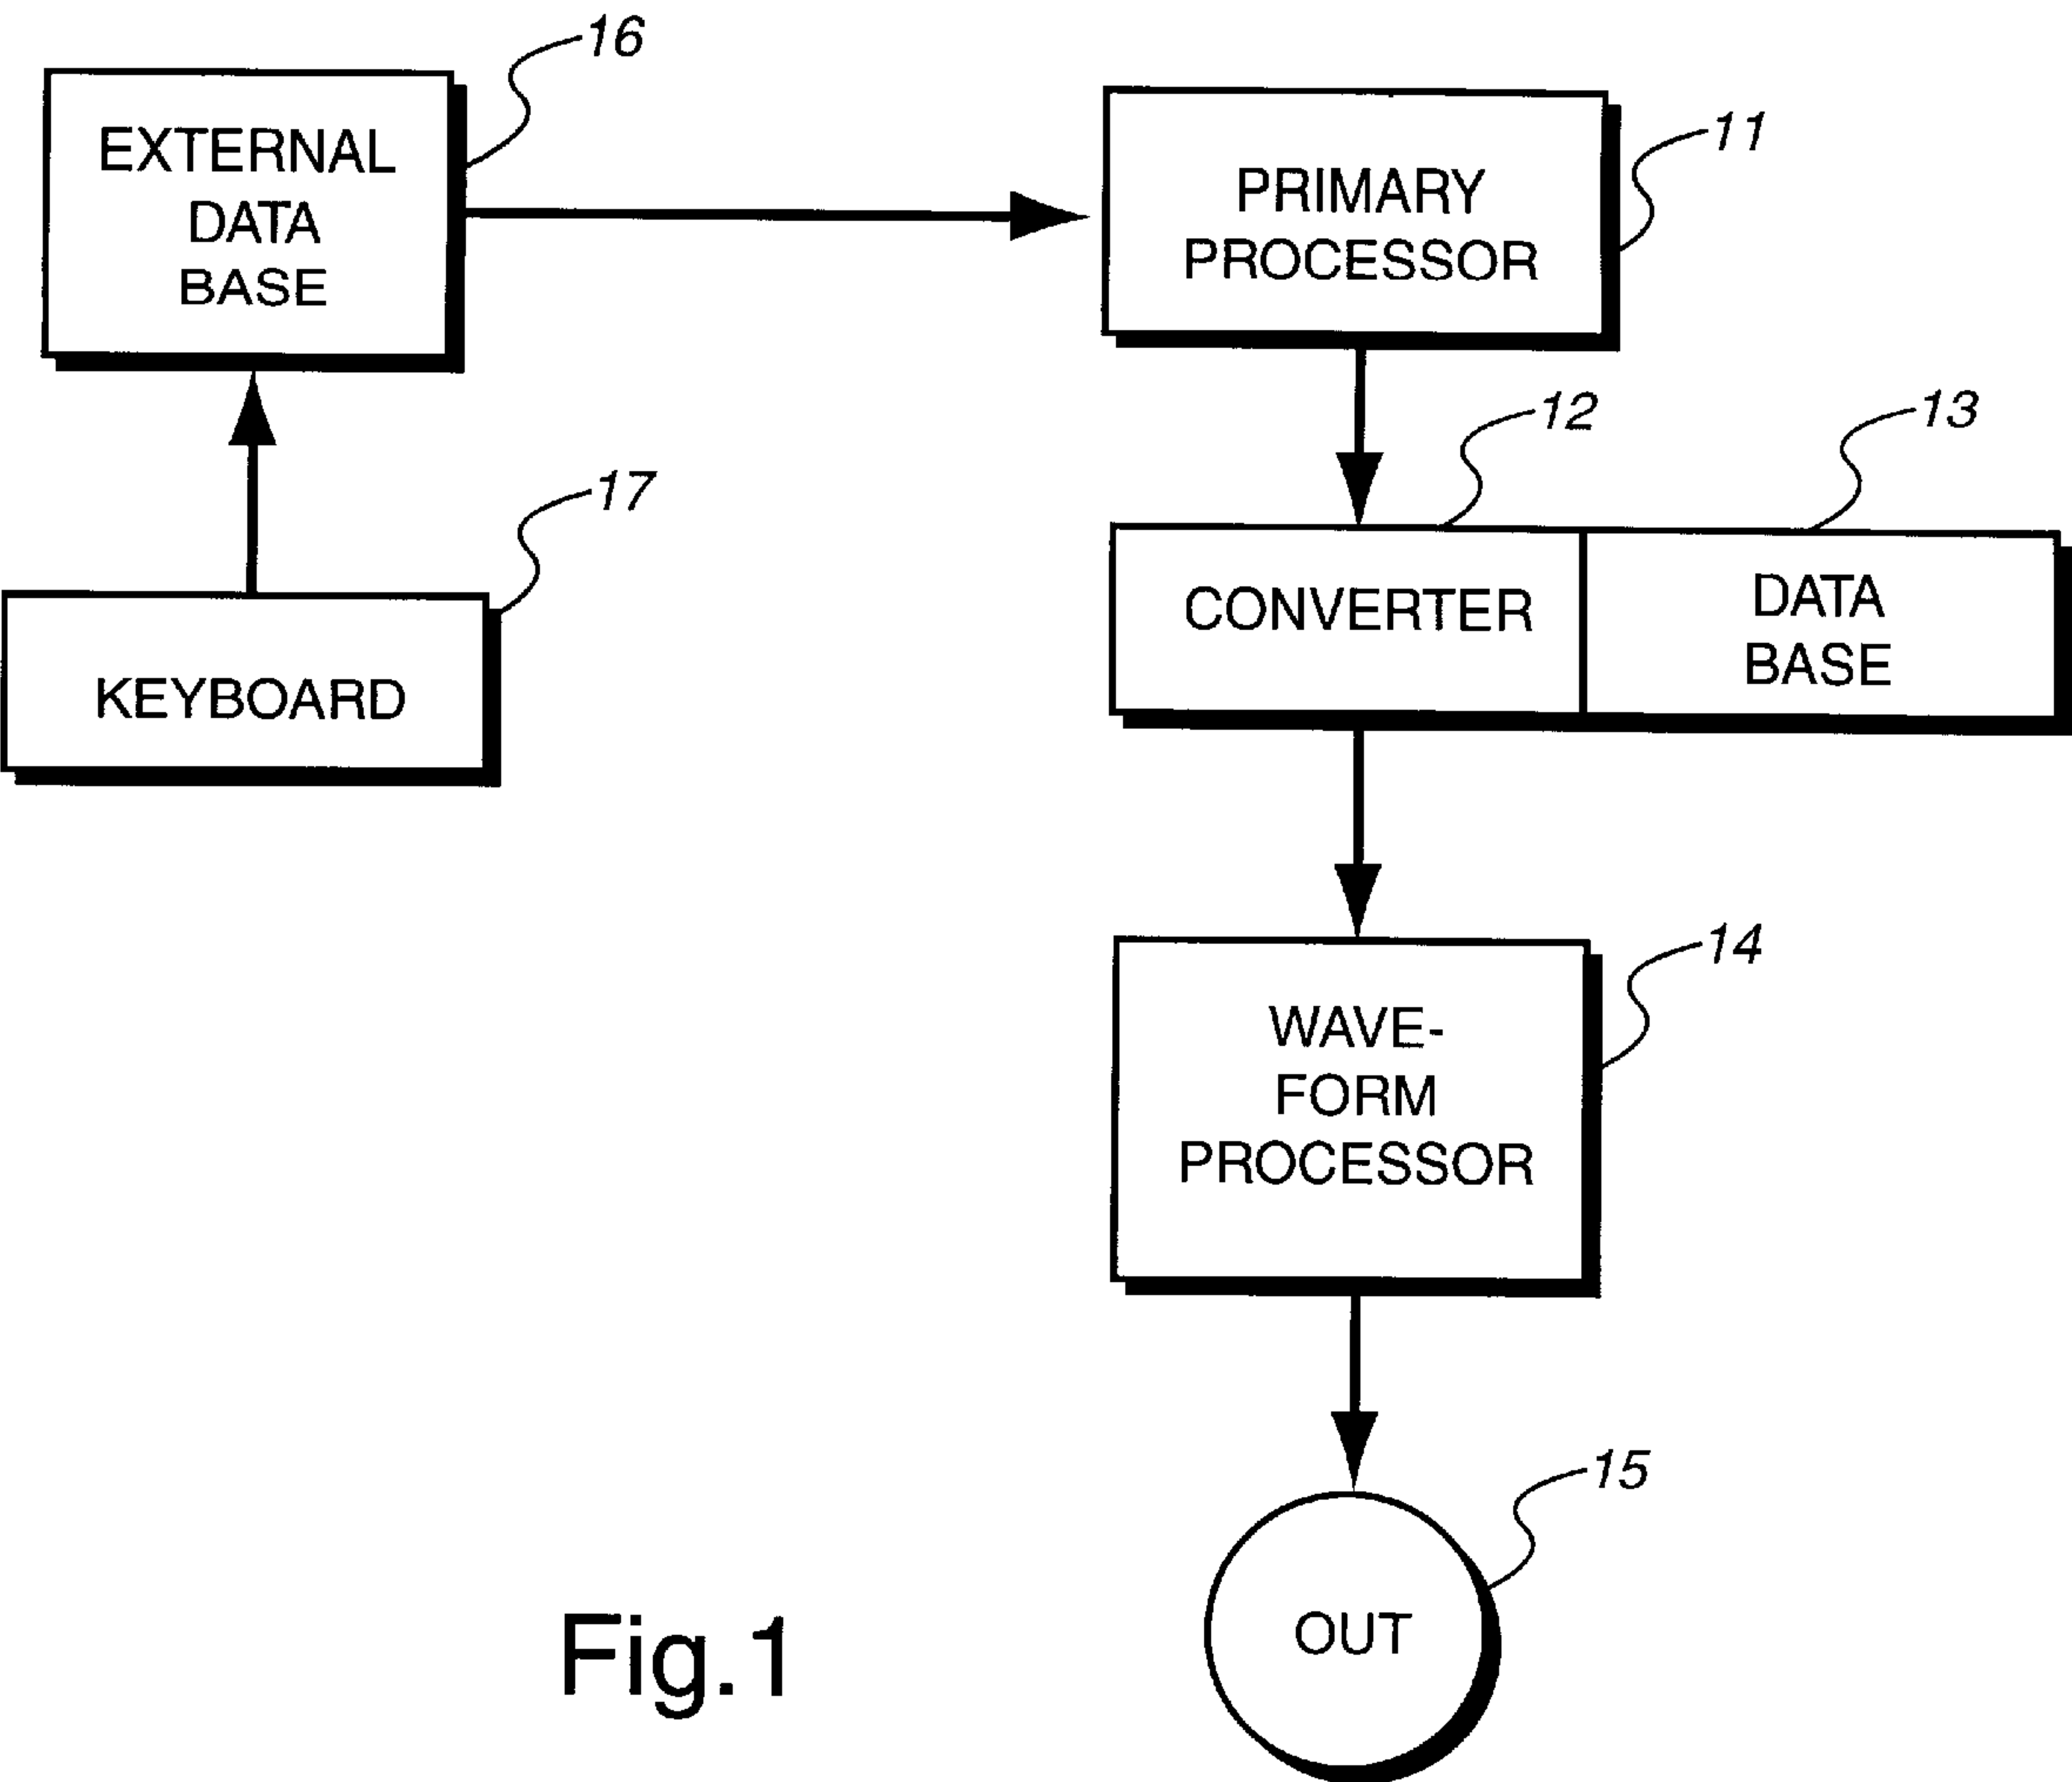 16
EXTERNAL
DATA
BASE
11
PRIMARY
PROCESSOR
12
13
CONVERTER
DATA
BASE
17
KEYBOARD
14
WAVE-
FORM
PROCESSOR
15
OUT
Fig.1